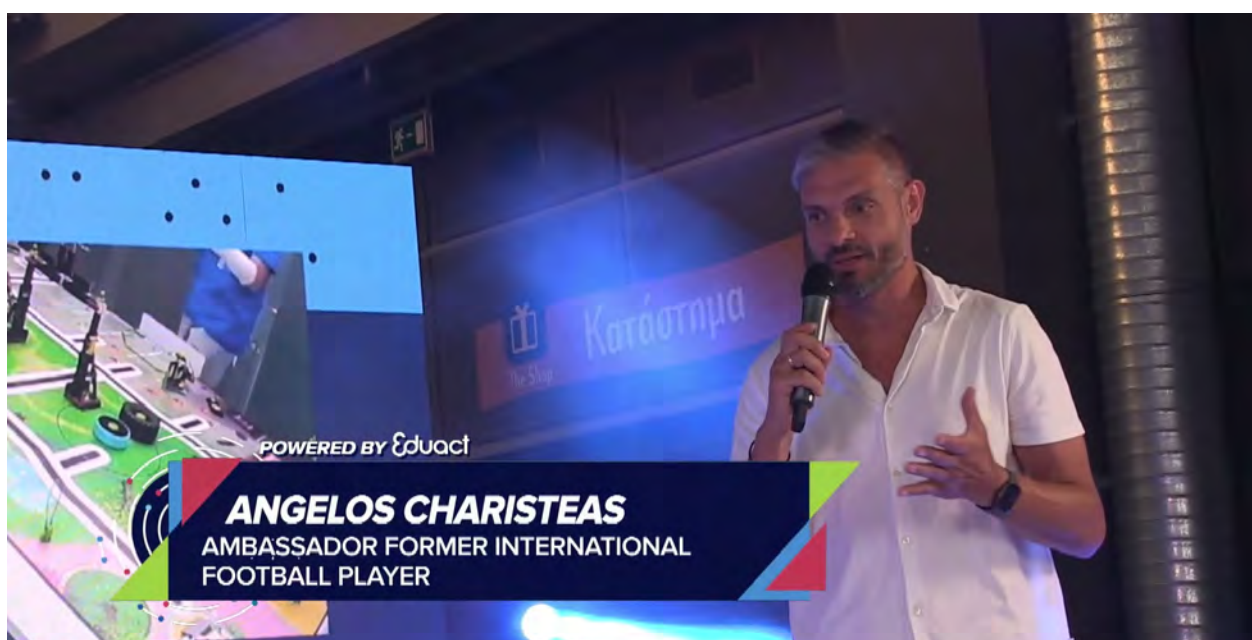 Κατάστημα
The Shop
POWERED BY Eduact
ANGELOS CHARISTEAS
AMBASSADOR FORMER INTERNATIONAL
FOOTBALL PLAYER